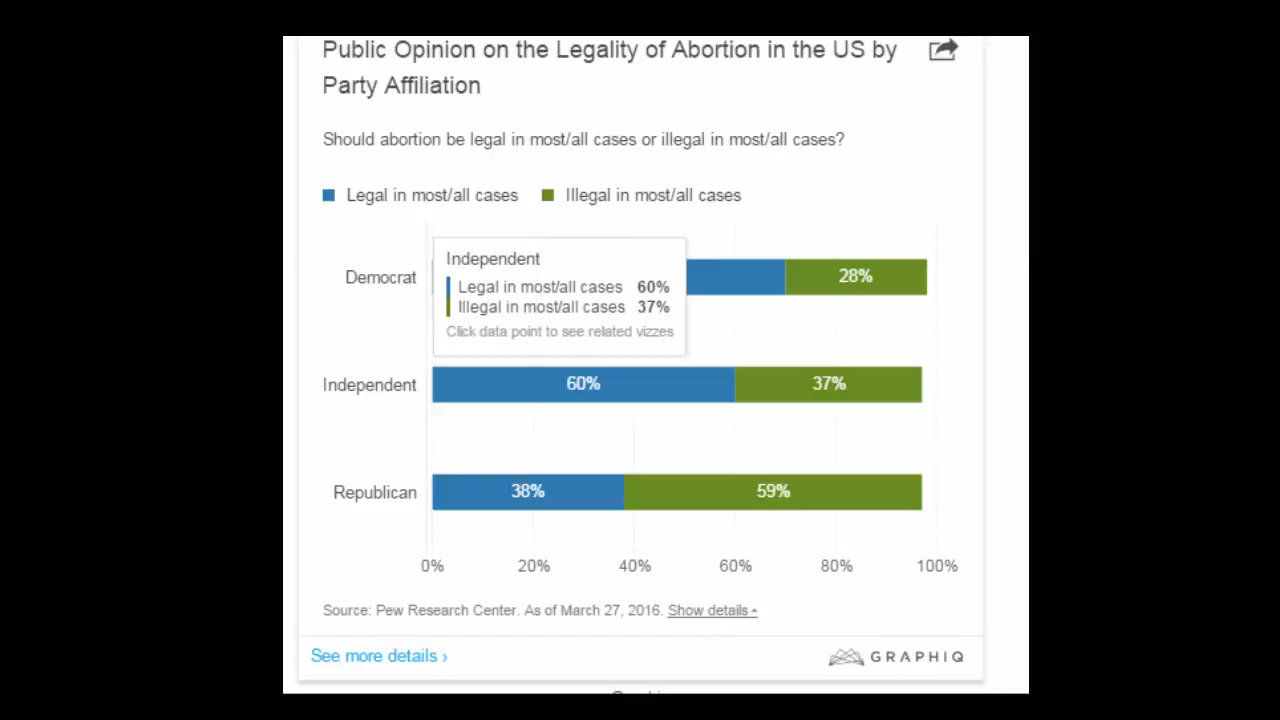 Public Opinion on the Legality of Abortion in the US by
Party Affiliation
Should abortion be legal in most/all cases or illegal in most/all cases?
Legal in most/all cases Illegal in most/all cases
Democrat 28%
Independent
Legal in most/all cases 60%
Illegal in most/all cases 37%
Click data point to see related vizzes
Independent 60% 37%
Republican 38% 59%
0% 20% 40% 60% 80% 100%
Source: Pew Research Center. As of March 27, 2016. Show details
See more details › GRAPHIQ